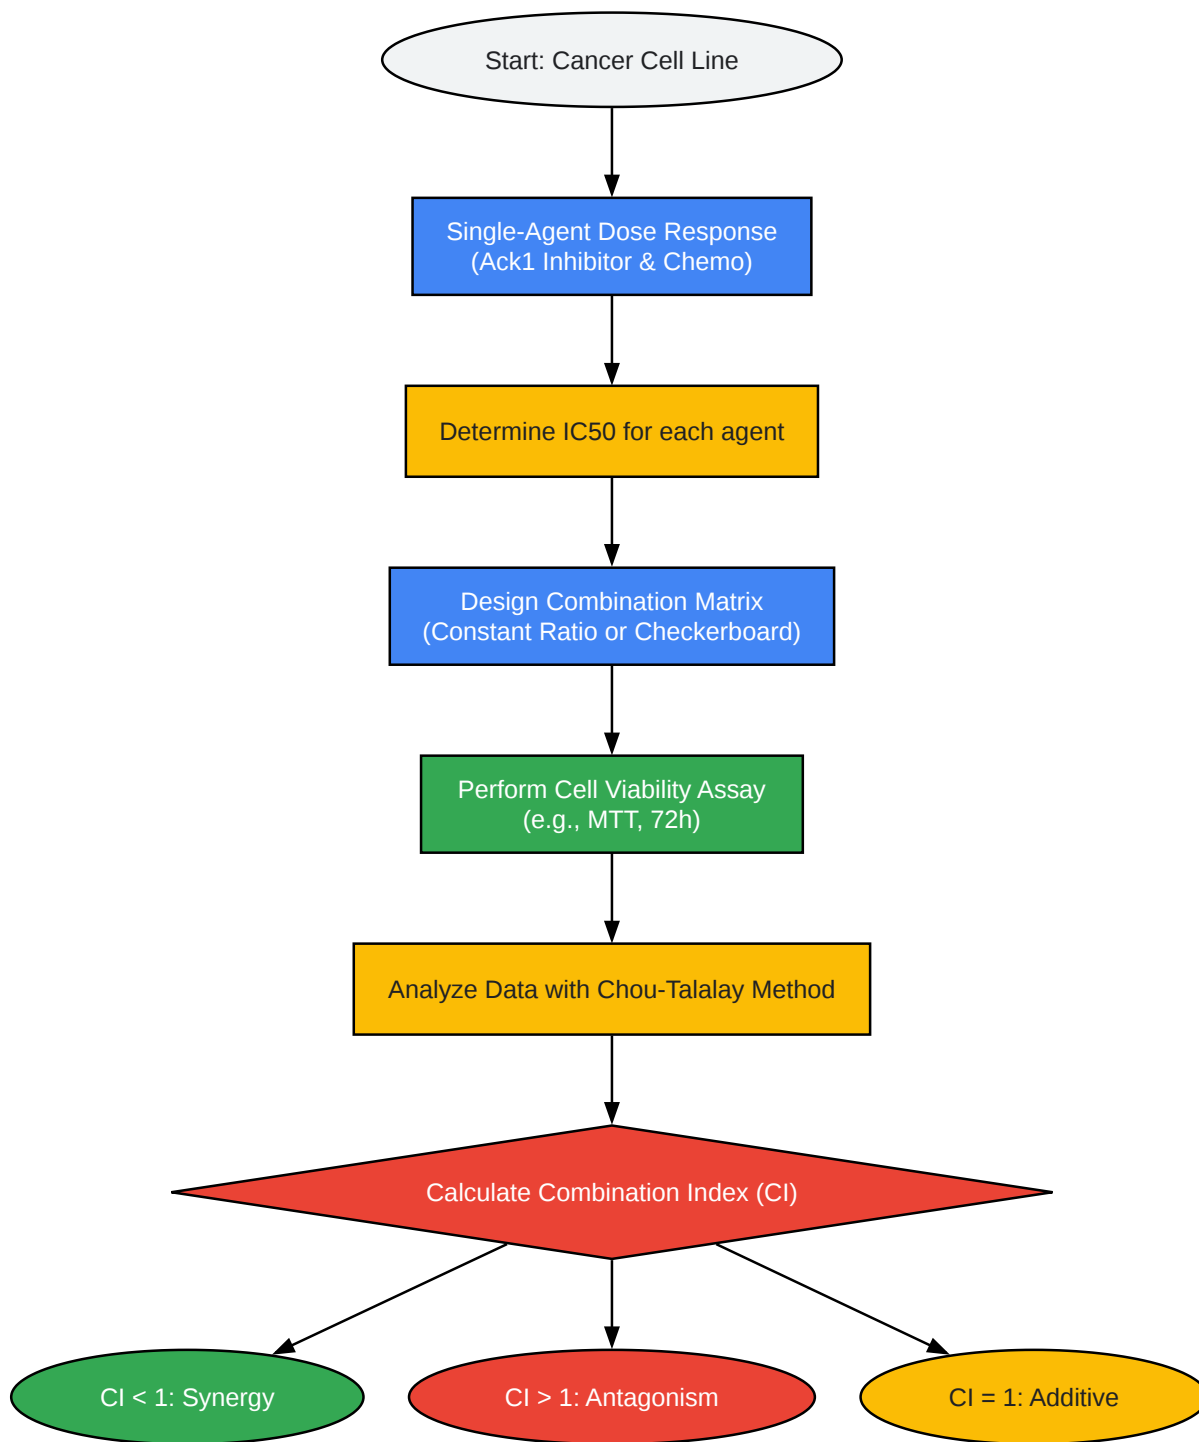 Start: Cancer Cell Line
Single-Agent Dose Response
(Ack1 Inhibitor & Chemo)
Determine IC50 for each agent
Design Combination Matrix
(Constant Ratio or Checkerboard)
Perform Cell Viability Assay
(e.g., MTT, 72h)
Analyze Data with Chou-Talalay Method
Calculate Combination Index (CI)
CI < 1: Synergy
CI > 1: Antagonism
CI = 1: Additive